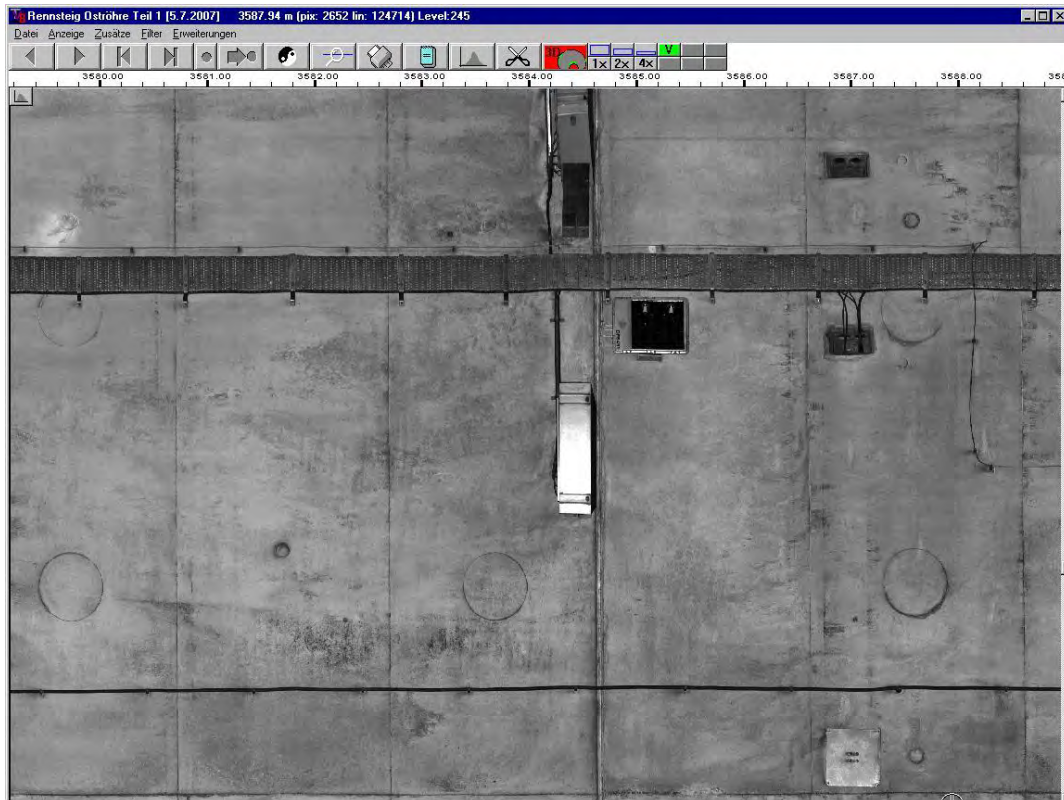 Rennsteig Oströhre Teil 1 [5.7.2007] 3587.94 m (pix: 2652 lin: 124714) Level:245
Datei Anzeige Zusätze Filter Erweiterungen
3D 1x 2x 4x V
3580.00 3581.00 3582.00 3583.00 3584.00 3585.00 3586.00 3587.00 3588.00 358